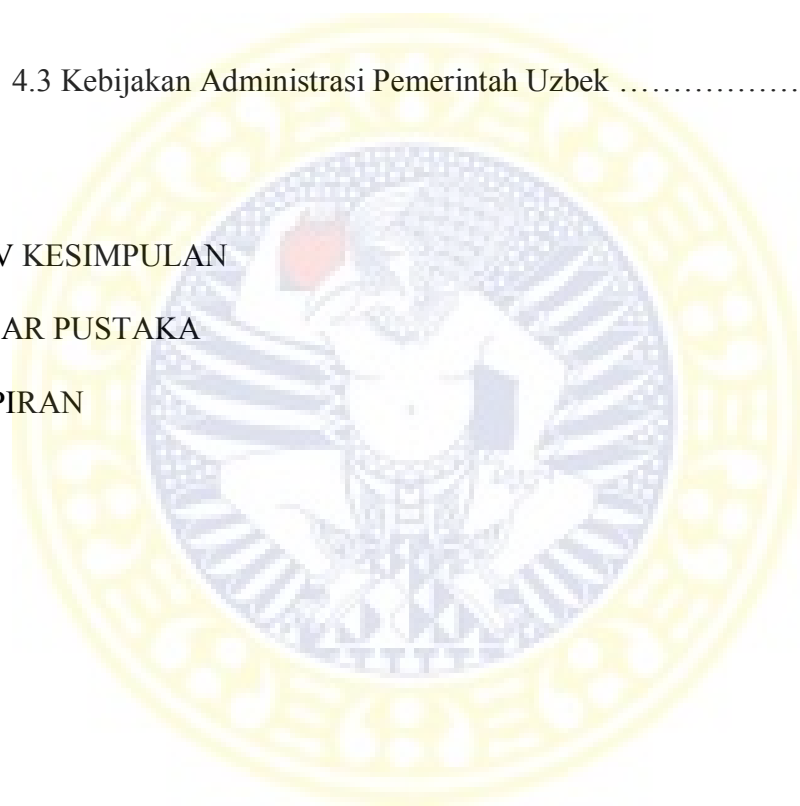 4.3 Kebijakan Administrasi Pemerintah Uzbek ………………
V KESIMPULAN
AR PUSTAKA
PIRAN